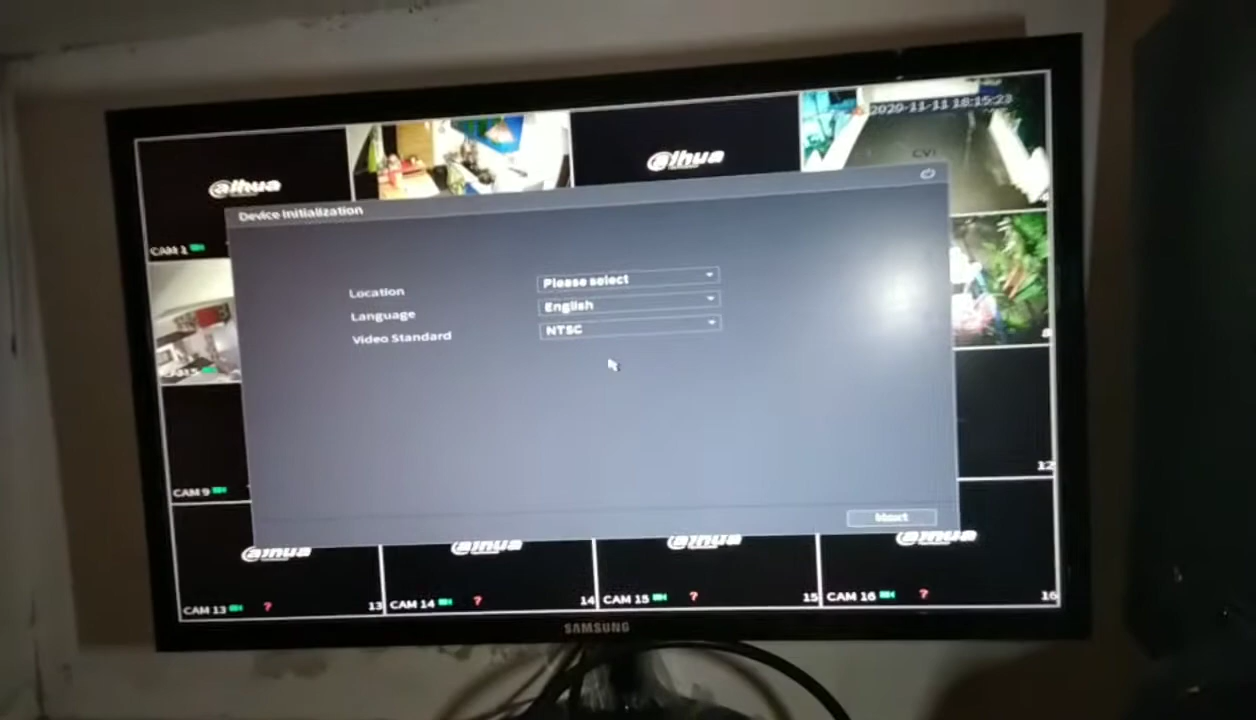 alhua
alhua
2020-11-11 18:15:23
CVI
Device Initialization
CAM 1
Location
Please select
Language
English
Video Standard
NTSC
12
CAM 9
Next
alhua
alhua
alhua
alhua
CAM 13 ? 13
CAM 14 ? 14
CAM 15 ? 15
CAM 16 ? 16
SAMSUNG